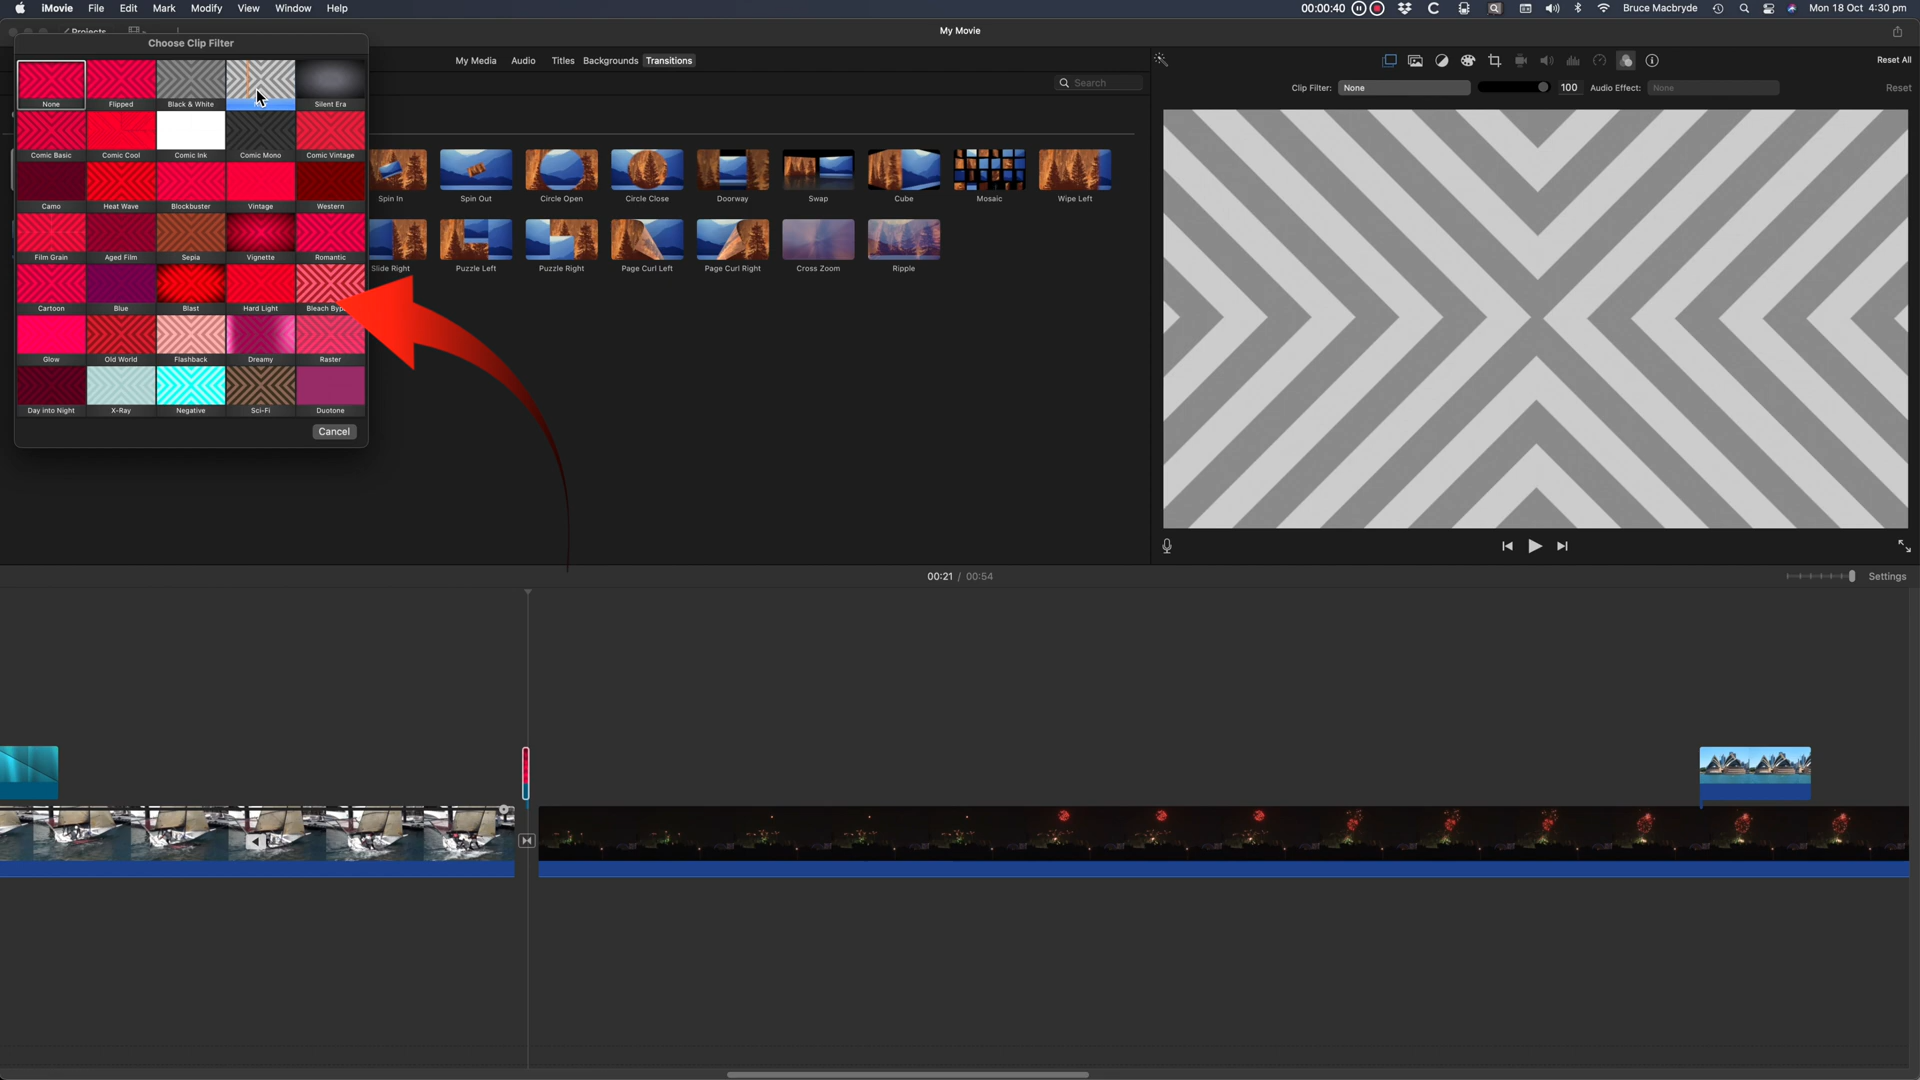 iMovie File Edit Mark Modify View Window Help
00:00:40 Bruce Macbryde Mon 18 Oct 4:30 pm
Projects
My Movie
Choose Clip Filter
My Media Audio Titles Backgrounds Transitions
Reset All
Search
Clip Filter: None 100 Audio Effect: None Reset
None Flipped Black & White Silent Era
Comic Basic Comic Cool Comic Ink Comic Mono Comic Vintage
Camo Heat Wave Blockbuster Vintage Western
Film Grain Aged Film Sepia Vignette Romantic
Cartoon Blue Blast Hard Light Bleach
Glow Old World Flashback Dreamy Raster
Day into Night X-Ray Negative Sci-Fi Duotone
Cancel
Spin In Spin Out Circle Open Circle Close Doorway Swap Cube Mosaic Wipe Left
Slide Right Puzzle Left Puzzle Right Page Curl Left Page Curl Right Cross Zoom Ripple
00:21 / 00:54
Settings